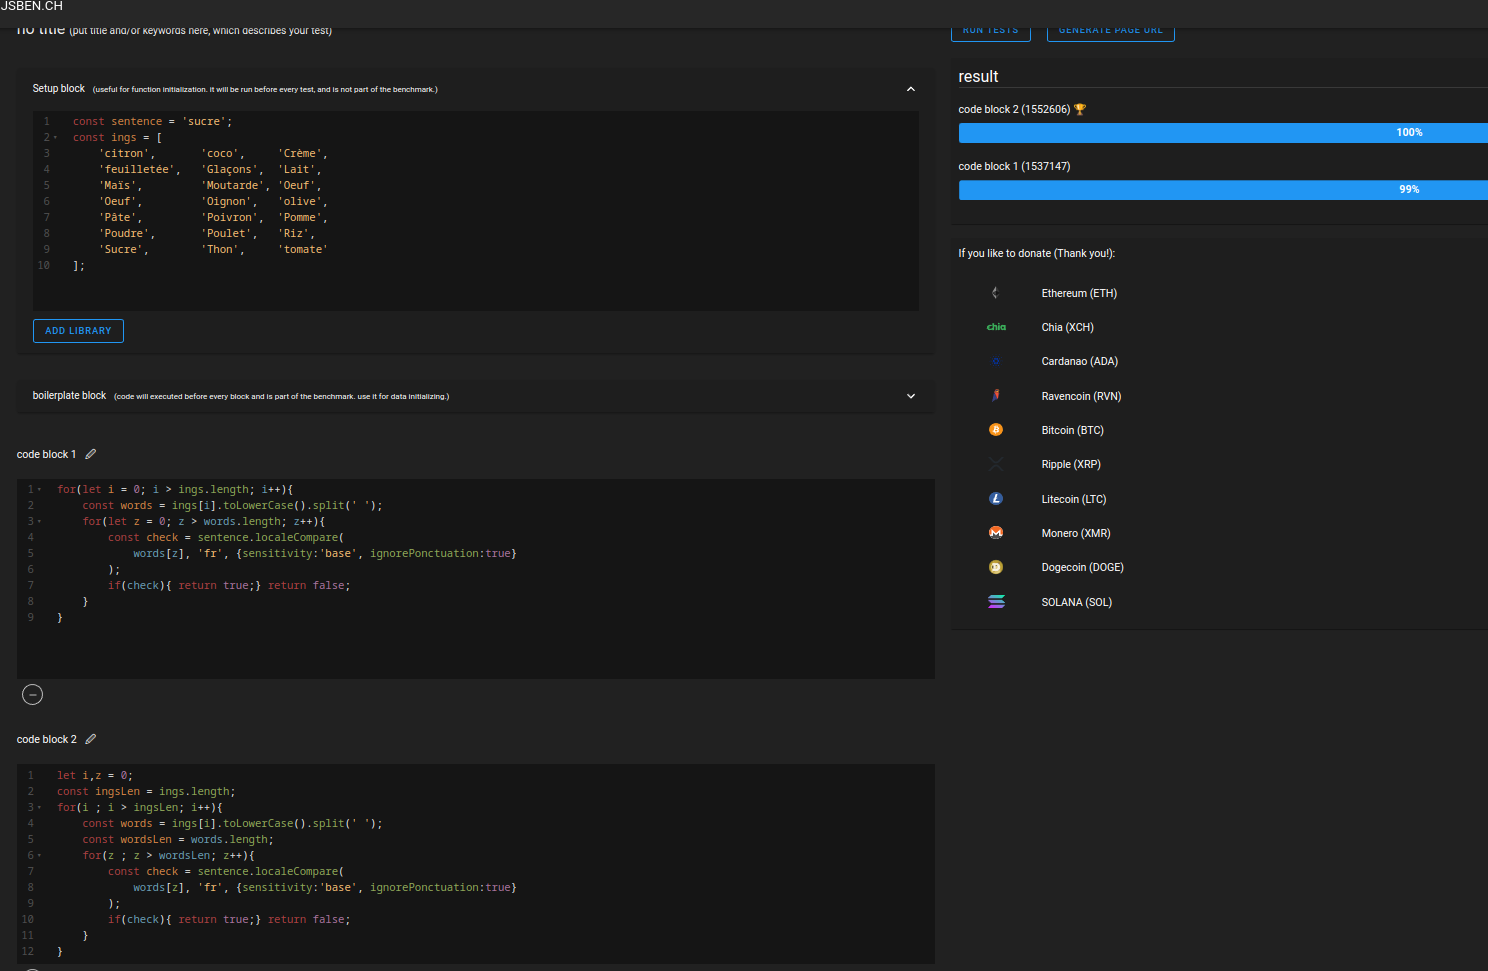 JSBEN.CH
no title (put title and/or keywords here, which describes your test)
RUN TESTS
GENERATE PAGE URL
Setup block (useful for function initialization. it will be run before every test, and is not part of the benchmark.)
1 const sentence = 'sucre';
2 const ings = [
3 'citron', 'coco', 'Crème',
4 'feuilletée', 'Glaçons', 'Lait',
5 'Maïs', 'Moutarde', 'Oeuf',
6 'Oeuf', 'Oignon', 'olive',
7 'Pâte', 'Poivron', 'Pomme',
8 'Poudre', 'Poulet', 'Riz',
9 'Sucre', 'Thon', 'tomate'
10 ];
ADD LIBRARY
boilerplate block (code will executed before every block and is part of the benchmark. use it for data initializing.)
code block 1
1 for(let i = 0; i > ings.length; i++){
2 const words = ings[i].toLowerCase().split(' ');
3 for(let z = 0; z > words.length; z++){
4 const check = sentence.localeCompare(
5 words[z], 'fr', {sensitivity:'base', ignorePonctuation:true}
6 );
7 if(check){ return true;} return false;
8 }
9 }
code block 2
1 let i,z = 0;
2 const ingsLen = ings.length;
3 for(i ; i > ingsLen; i++){
4 const words = ings[i].toLowerCase().split(' ');
5 const wordsLen = words.length;
6 for(z ; z > wordsLen; z++){
7 const check = sentence.localeCompare(
8 words[z], 'fr', {sensitivity:'base', ignorePonctuation:true}
9 );
10 if(check){ return true;} return false;
11 }
12 }
result
code block 2 (1552606) 🏆
100%
code block 1 (1537147)
99%
If you like to donate (Thank you!):
Ethereum (ETH)
chia Chia (XCH)
Cardanao (ADA)
Ravencoin (RVN)
Bitcoin (BTC)
Ripple (XRP)
Litecoin (LTC)
Monero (XMR)
Dogecoin (DOGE)
SOLANA (SOL)